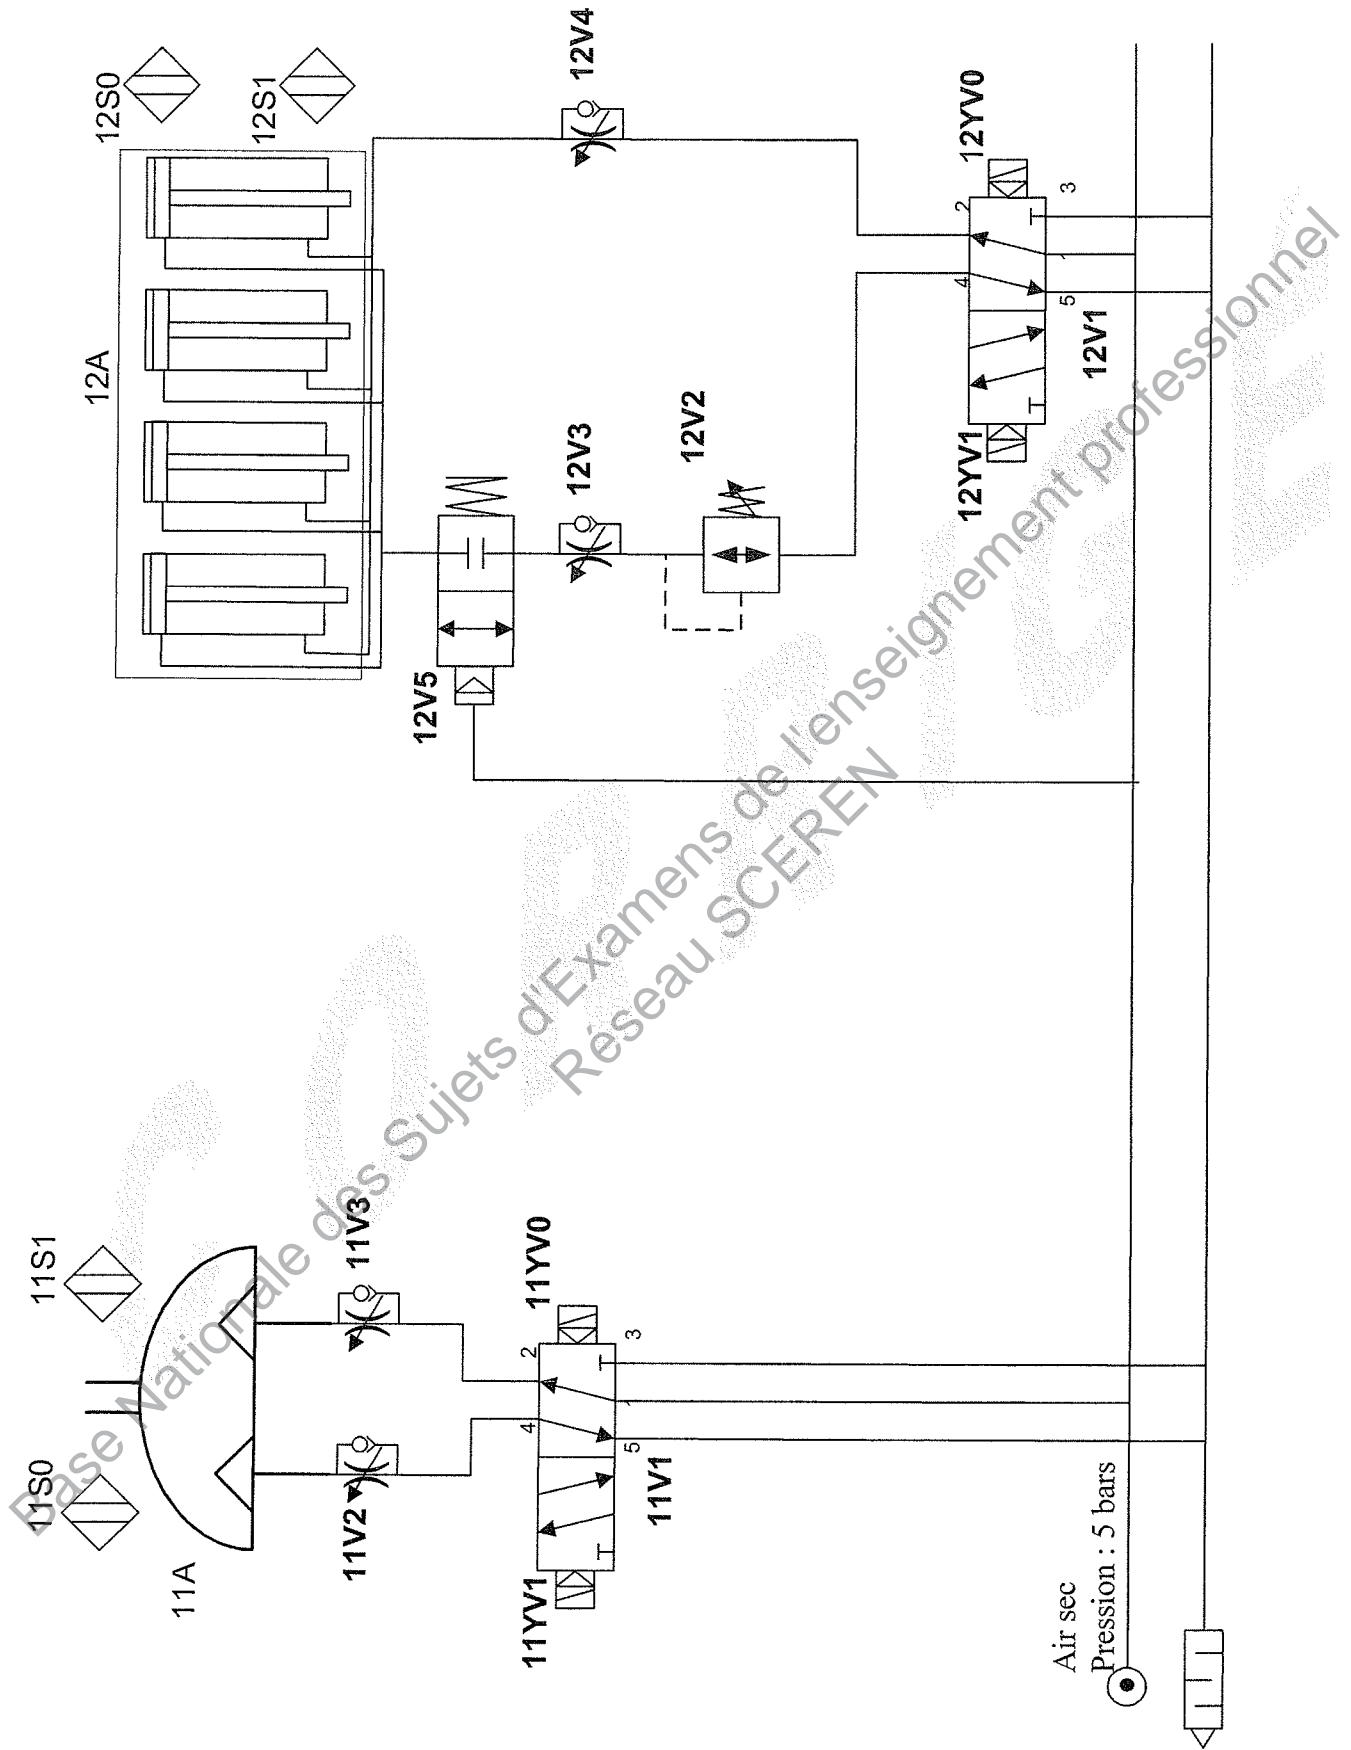 12S0
12S1
12A
12V4
12V5
12V3
12V2
12YV0
2
3
4
1
5
12YV1
12V1
11S0
11S1
11A
11V2
11V3
11YV0
2
3
4
1
5
11YV1
11V1
Air sec
Pression : 5 bars
Base Nationale des Sujets d'Examens de l'enseignement professionnel
Réseau SCEREN